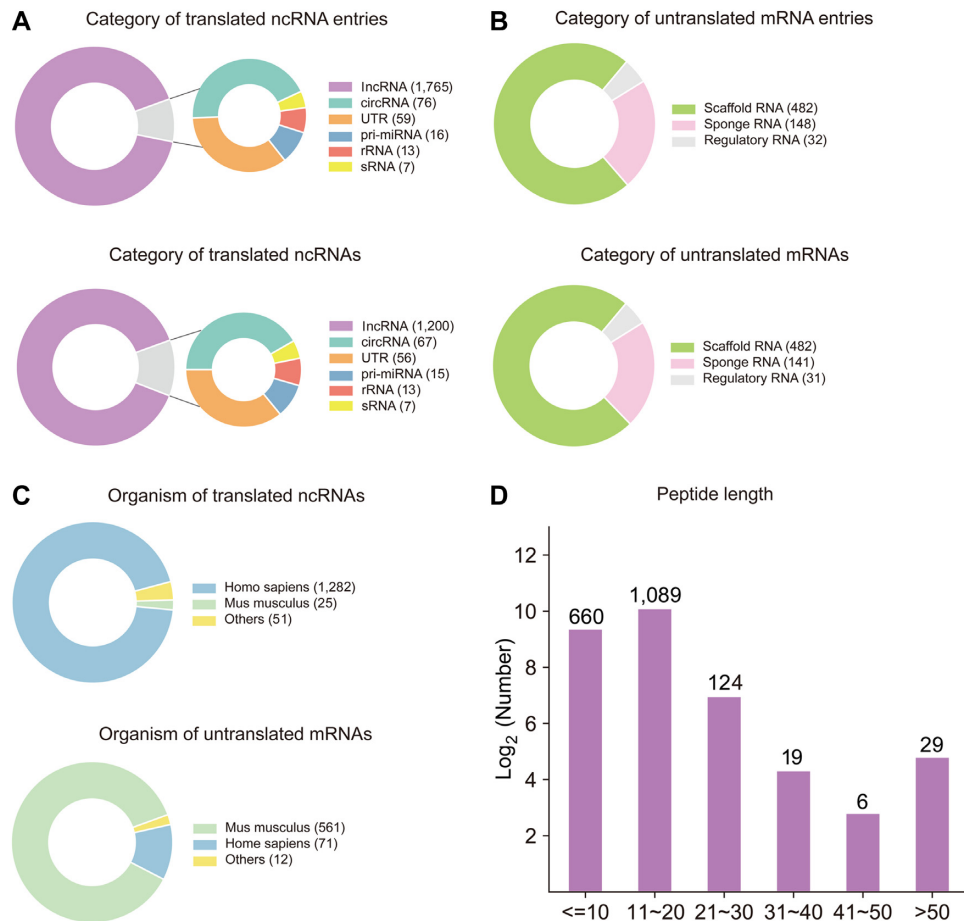 A
Category of translated ncRNA entries
lncRNA (1,765)
circRNA (76)
UTR (59)
pri-miRNA (16)
rRNA (13)
sRNA (7)
Category of translated ncRNAs
lncRNA (1,200)
circRNA (67)
UTR (56)
pri-miRNA (15)
rRNA (13)
sRNA (7)
B
Category of untranslated mRNA entries
Scaffold RNA (482)
Sponge RNA (148)
Regulatory RNA (32)
Category of untranslated mRNAs
Scaffold RNA (482)
Sponge RNA (141)
Regulatory RNA (31)
C
Organism of translated ncRNAs
Homo sapiens (1,282)
Mus musculus (25)
Others (51)
Organism of untranslated mRNAs
Mus musculus (561)
Home sapiens (71)
Others (12)
D
Peptide length
Log2 (Number)
12
10
8
6
4
2
660
1,089
124
19
6
29
<=10 11~20 21~30 31~40 41~50 >50